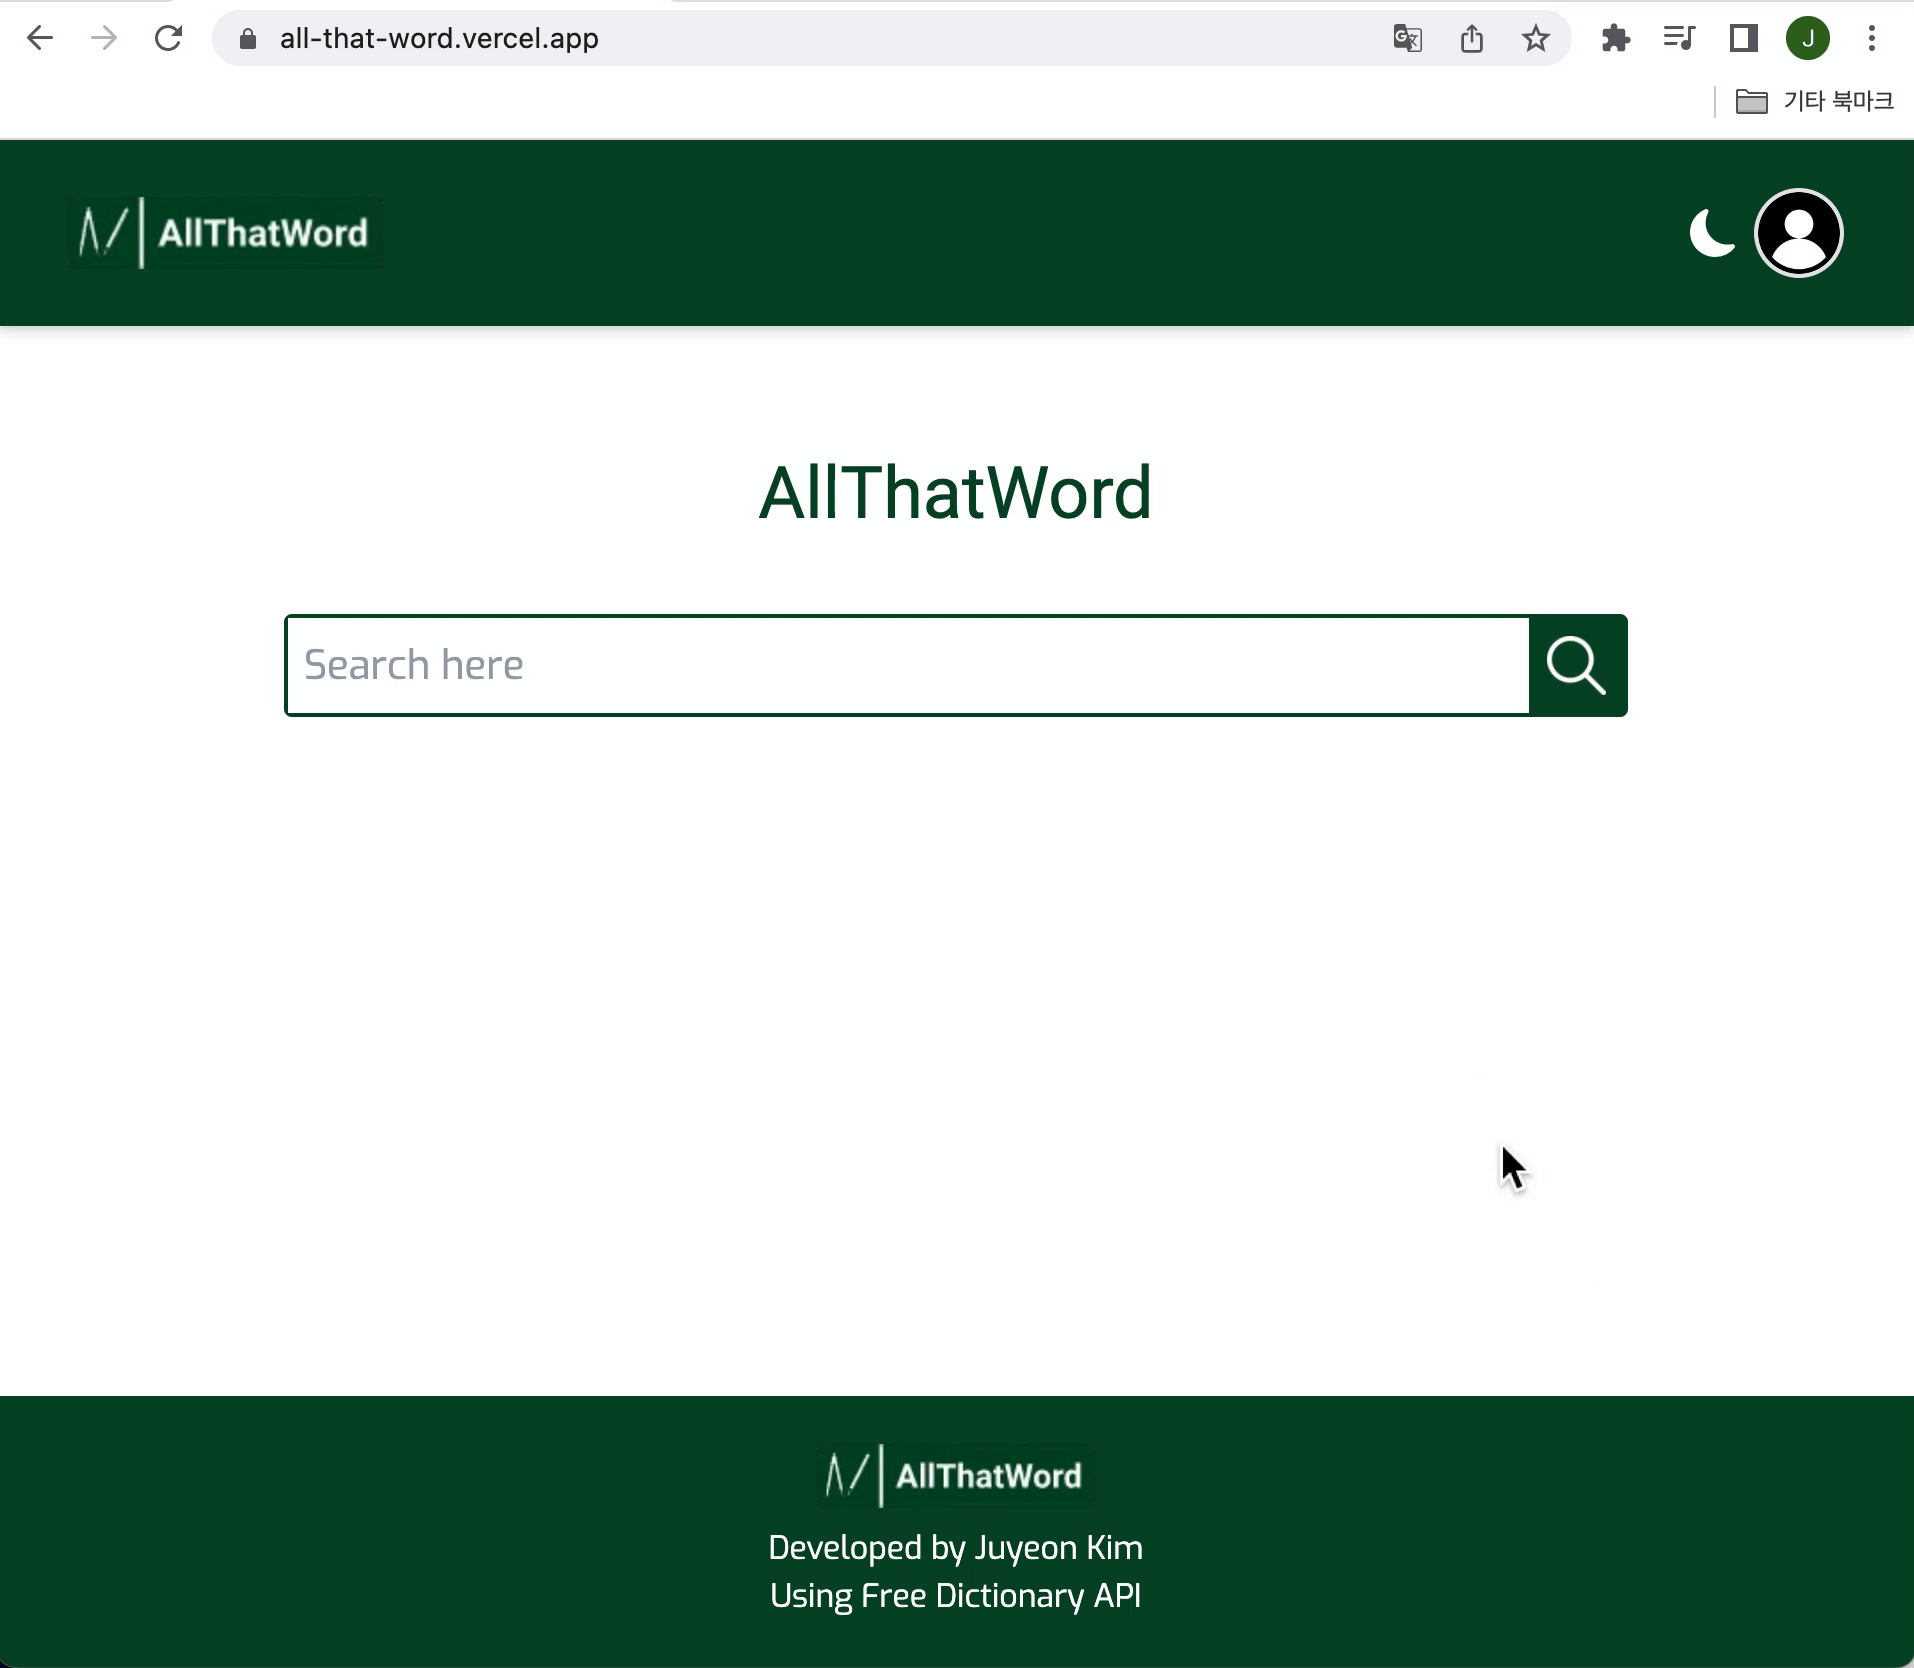 all-that-word.vercel.app
J
기타 북마크
AllThatWord
AllThatWord
Search here
AllThatWord
Developed by Juyeon Kim
Using Free Dictionary API